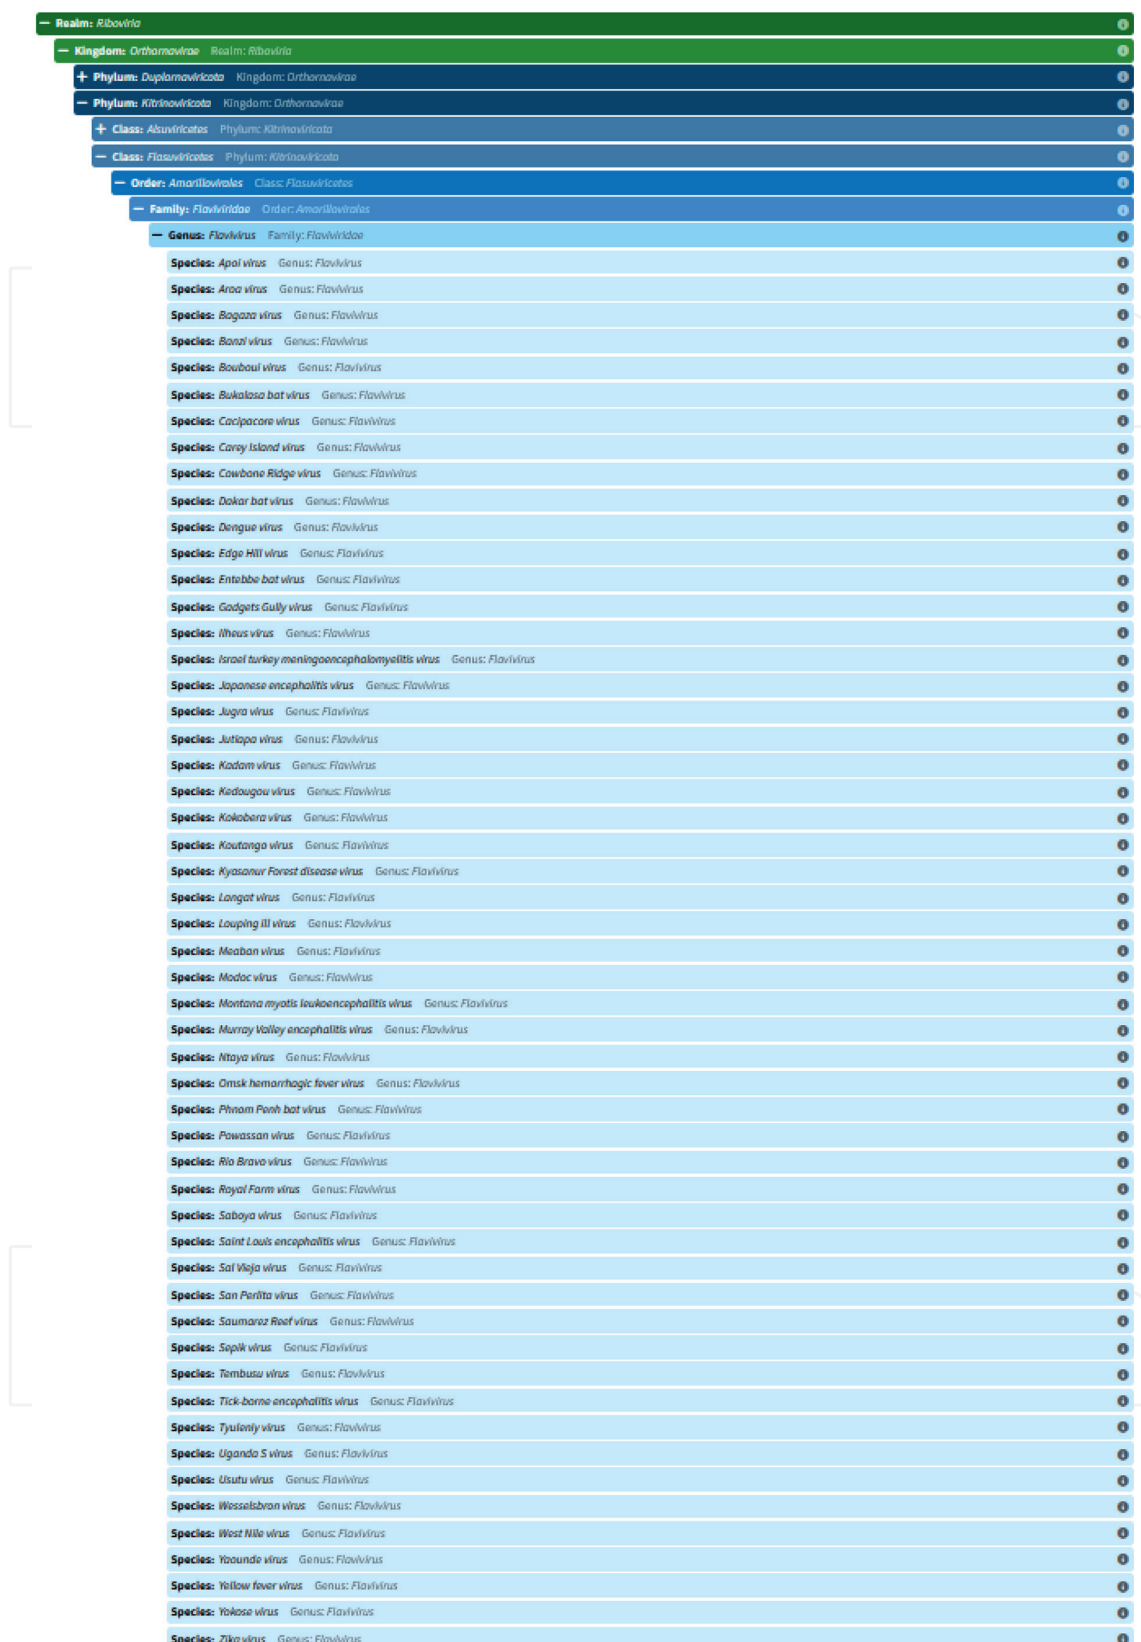 − Realm: Riboviria
− Kingdom: Orthornavirae Realm: Riboviria
+ Phylum: Duplornaviricota Kingdom: Orthornavirae
− Phylum: Kitrinoviricota Kingdom: Orthornavirae
+ Class: Alsuviricetes Phylum: Kitrinoviricota
− Class: Flasuviricetes Phylum: Kitrinoviricota
− Order: Amarillovirales Class: Flasuviricetes
− Family: Flaviviridae Order: Amarillovirales
− Genus: Flavivirus Family: Flaviviridae
Species: Apoi virus Genus: Flavivirus
Species: Aroa virus Genus: Flavivirus
Species: Bagaza virus Genus: Flavivirus
Species: Banzi virus Genus: Flavivirus
Species: Bouboui virus Genus: Flavivirus
Species: Bukalasa bat virus Genus: Flavivirus
Species: Cacipacore virus Genus: Flavivirus
Species: Carey Island virus Genus: Flavivirus
Species: Cowbone Ridge virus Genus: Flavivirus
Species: Dakar bat virus Genus: Flavivirus
Species: Dengue virus Genus: Flavivirus
Species: Edge Hill virus Genus: Flavivirus
Species: Entebbe bat virus Genus: Flavivirus
Species: Gadgets Gully virus Genus: Flavivirus
Species: Ilheus virus Genus: Flavivirus
Species: Israel turkey meningoencephalomyelitis virus Genus: Flavivirus
Species: Japanese encephalitis virus Genus: Flavivirus
Species: Jugra virus Genus: Flavivirus
Species: Jutiapa virus Genus: Flavivirus
Species: Kadam virus Genus: Flavivirus
Species: Kedougou virus Genus: Flavivirus
Species: Kokobera virus Genus: Flavivirus
Species: Koutango virus Genus: Flavivirus
Species: Kyasanur Forest disease virus Genus: Flavivirus
Species: Langat virus Genus: Flavivirus
Species: Louping ill virus Genus: Flavivirus
Species: Meaban virus Genus: Flavivirus
Species: Modoc virus Genus: Flavivirus
Species: Montana myotis leukoencephalitis virus Genus: Flavivirus
Species: Murray Valley encephalitis virus Genus: Flavivirus
Species: Ntaya virus Genus: Flavivirus
Species: Omsk hemorrhagic fever virus Genus: Flavivirus
Species: Phnom Penh bat virus Genus: Flavivirus
Species: Powassan virus Genus: Flavivirus
Species: Rio Bravo virus Genus: Flavivirus
Species: Royal Farm virus Genus: Flavivirus
Species: Saboya virus Genus: Flavivirus
Species: Saint Louis encephalitis virus Genus: Flavivirus
Species: Sal Vieja virus Genus: Flavivirus
Species: San Perlita virus Genus: Flavivirus
Species: Saumarez Reef virus Genus: Flavivirus
Species: Sepik virus Genus: Flavivirus
Species: Tembusu virus Genus: Flavivirus
Species: Tick-borne encephalitis virus Genus: Flavivirus
Species: Tyuleniy virus Genus: Flavivirus
Species: Uganda S virus Genus: Flavivirus
Species: Usutu virus Genus: Flavivirus
Species: Wesselsbron virus Genus: Flavivirus
Species: West Nile virus Genus: Flavivirus
Species: Yaounde virus Genus: Flavivirus
Species: Yellow fever virus Genus: Flavivirus
Species: Yokose virus Genus: Flavivirus
Species: Zika virus Genus: Flavivirus